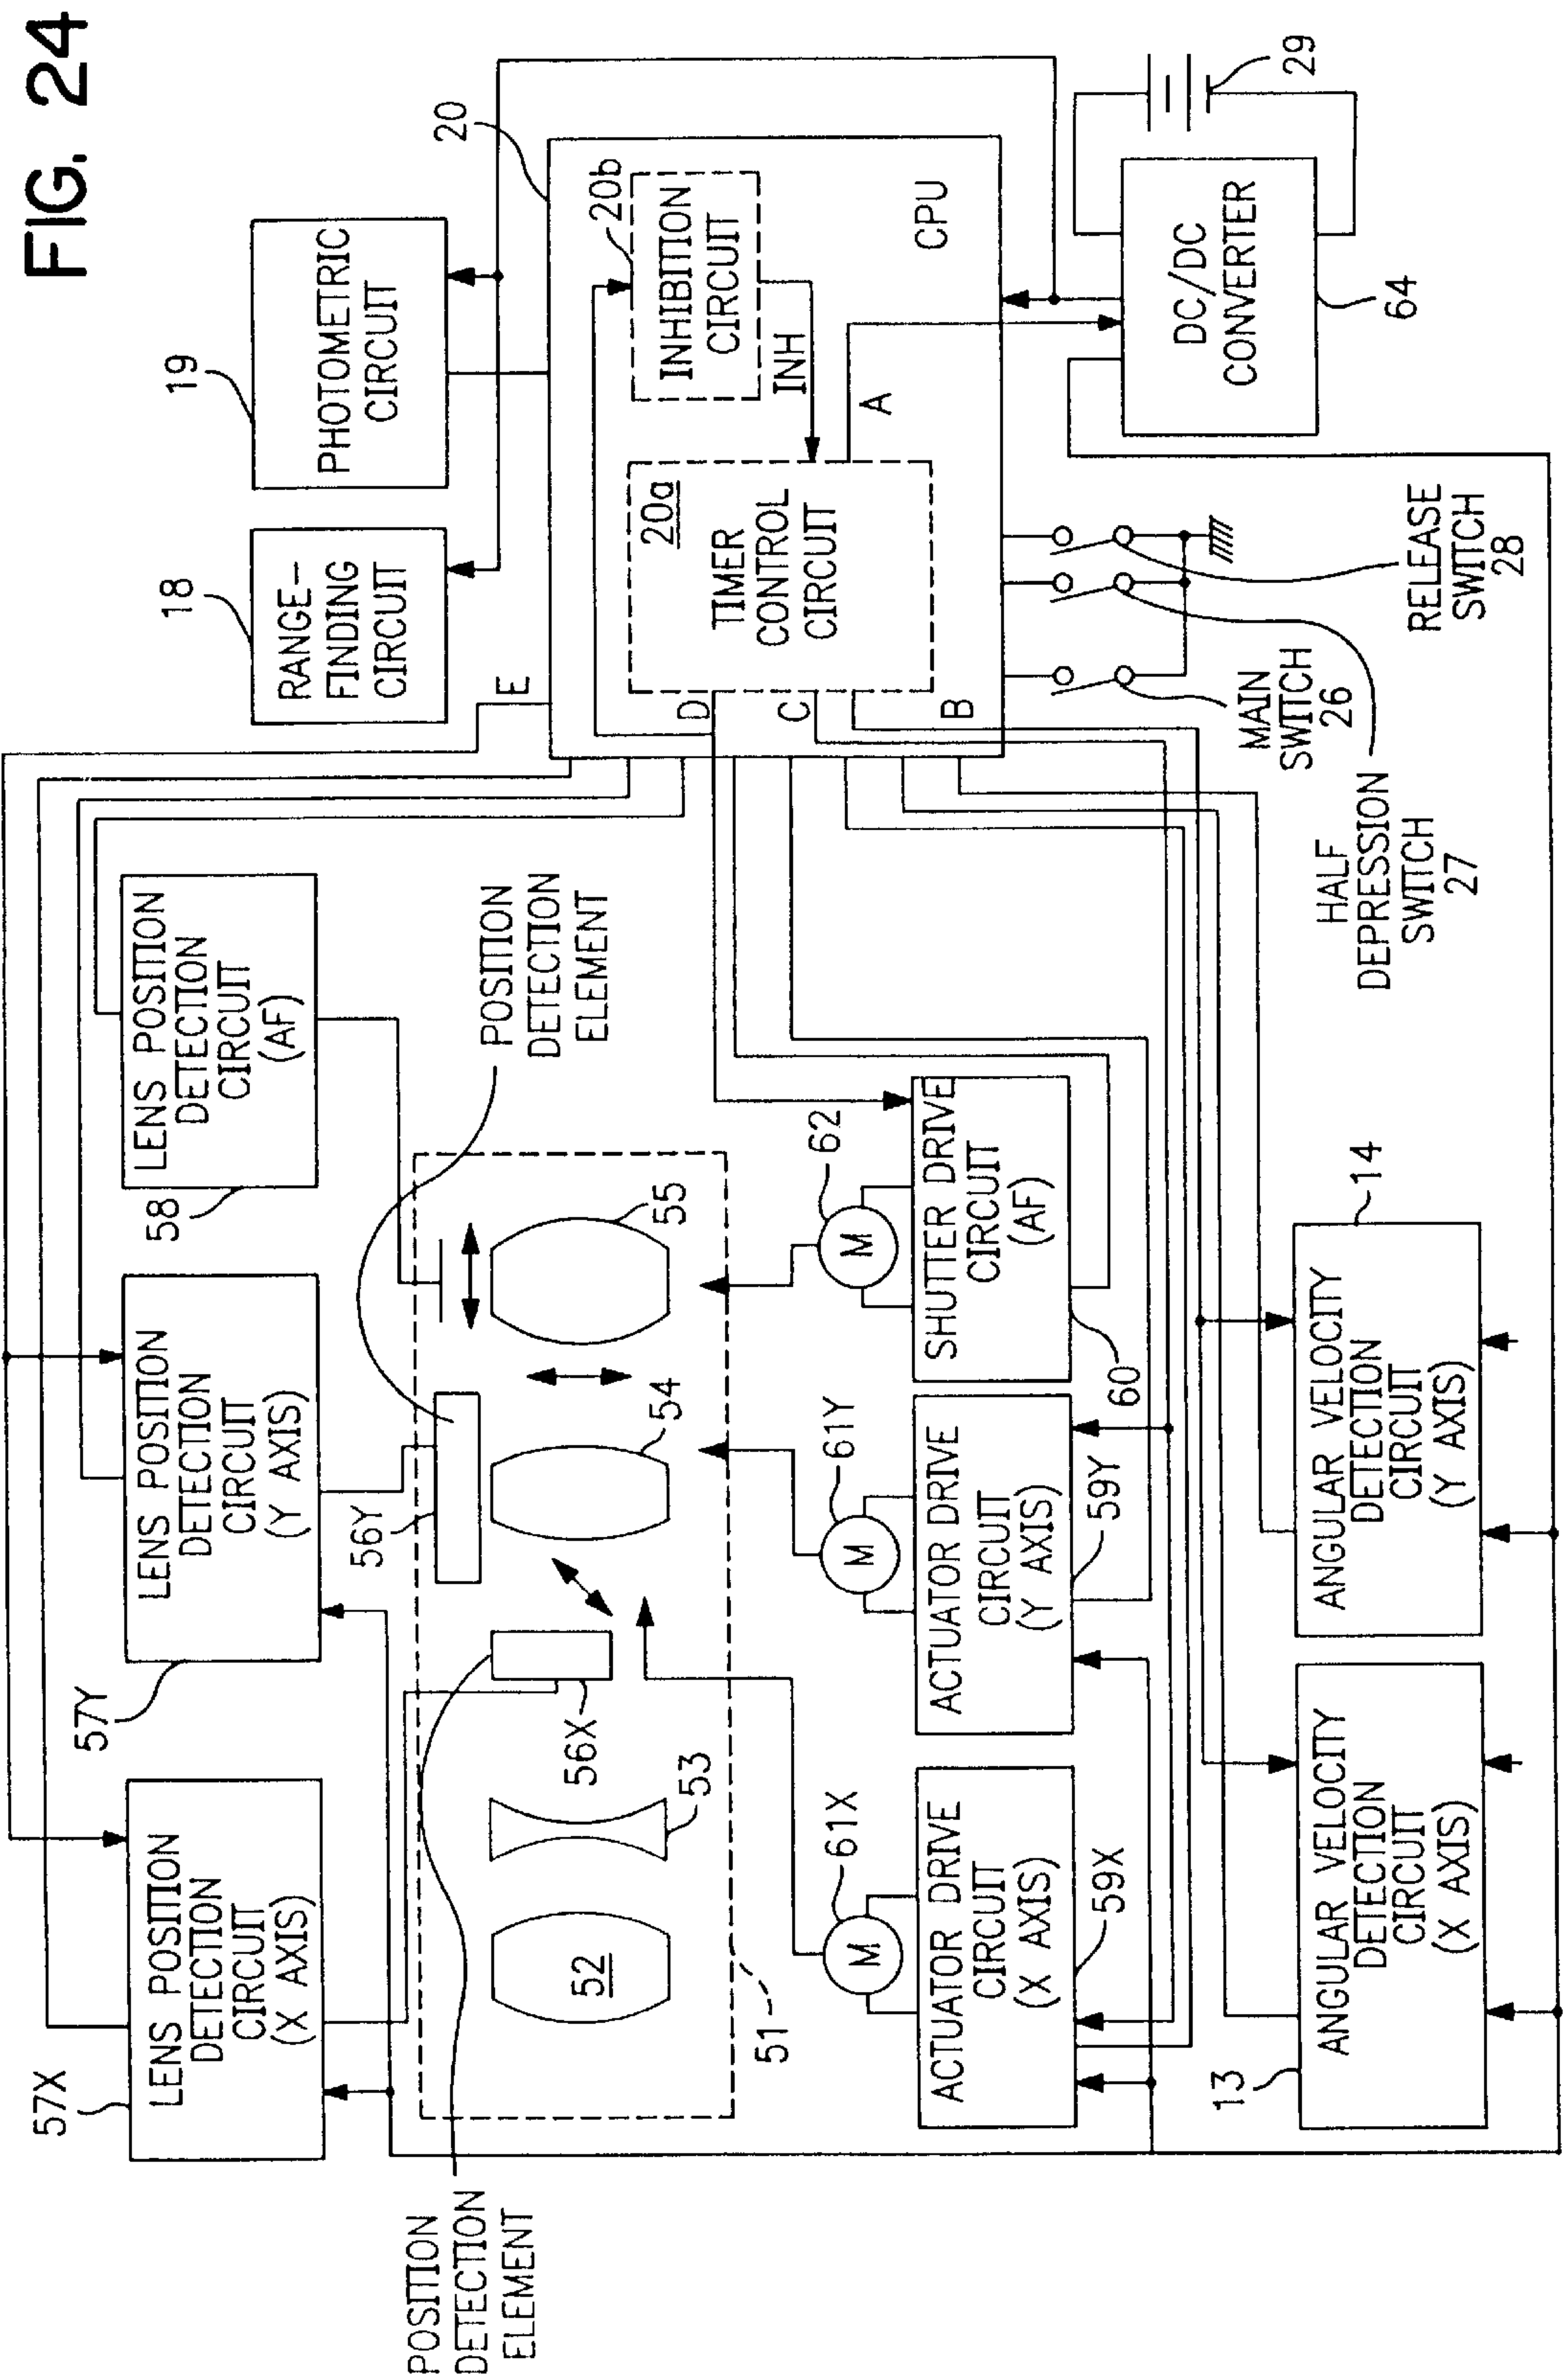 FIG. 24
57X
LENS POSITION
DETECTION
CIRCUIT
(X AXIS)
57Y
LENS POSITION
DETECTION
CIRCUIT
(Y AXIS)
58
LENS POSITION
DETECTION
CIRCUIT
(AF)
18
RANGE-
FINDING
CIRCUIT
19
PHOTOMETRIC
CIRCUIT
20
E
POSITION
DETECTION
ELEMENT
POSITION
DETECTION
ELEMENT
56Y
56X
52
53
54
55
51
20a
TIMER
CONTROL
CIRCUIT
20b
INHIBITION
CIRCUIT
INH
A
D
C
B
CPU
61X
M
61Y
M
62
M
ACTUATOR DRIVE
CIRCUIT
(X AXIS)
59X
ACTUATOR DRIVE
CIRCUIT
(Y AXIS)
59Y
SHUTTER DRIVE
CIRCUIT
(AF)
60
MAIN
SWITCH
26
HALF
DEPRESSION
SWITCH
27
RELEASE
SWITCH
28
DC/DC
CONVERTER
64
29
13
ANGULAR VELOCITY
DETECTION
CIRCUIT
(X AXIS)
14
ANGULAR VELOCITY
DETECTION
CIRCUIT
(Y AXIS)